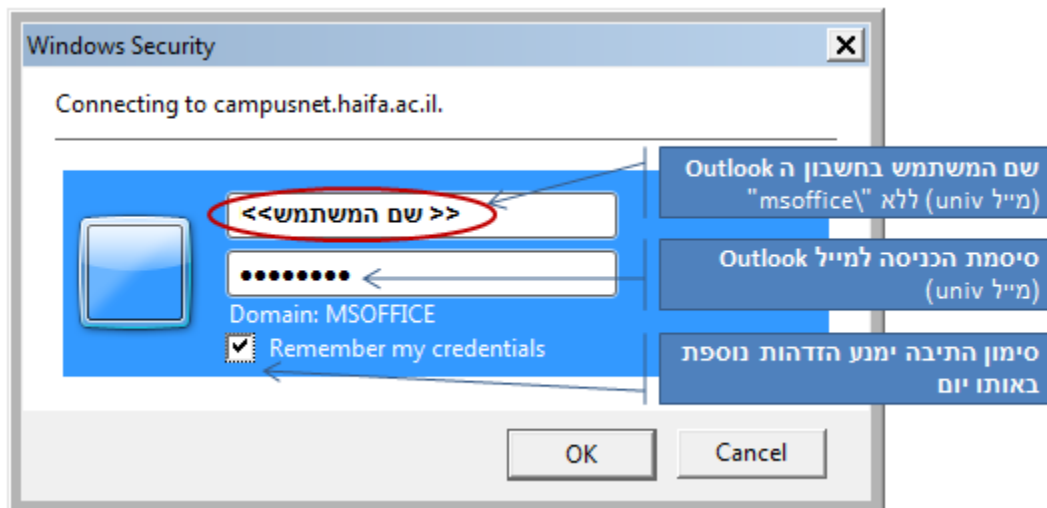 Windows Security
Connecting to campusnet.haifa.ac.il.
<<שם המשתמש>>
••••••••
Domain: MSOFFICE
Remember my credentials
OK
Cancel
שם המשתמש בחשבון ה Outlook
(מייל univ) ללא "msoffice\"
סיסמת הכניסה למייל Outlook
(מייל univ)
סימון התיבה ימנע הזדהות נוספת
באותו יום